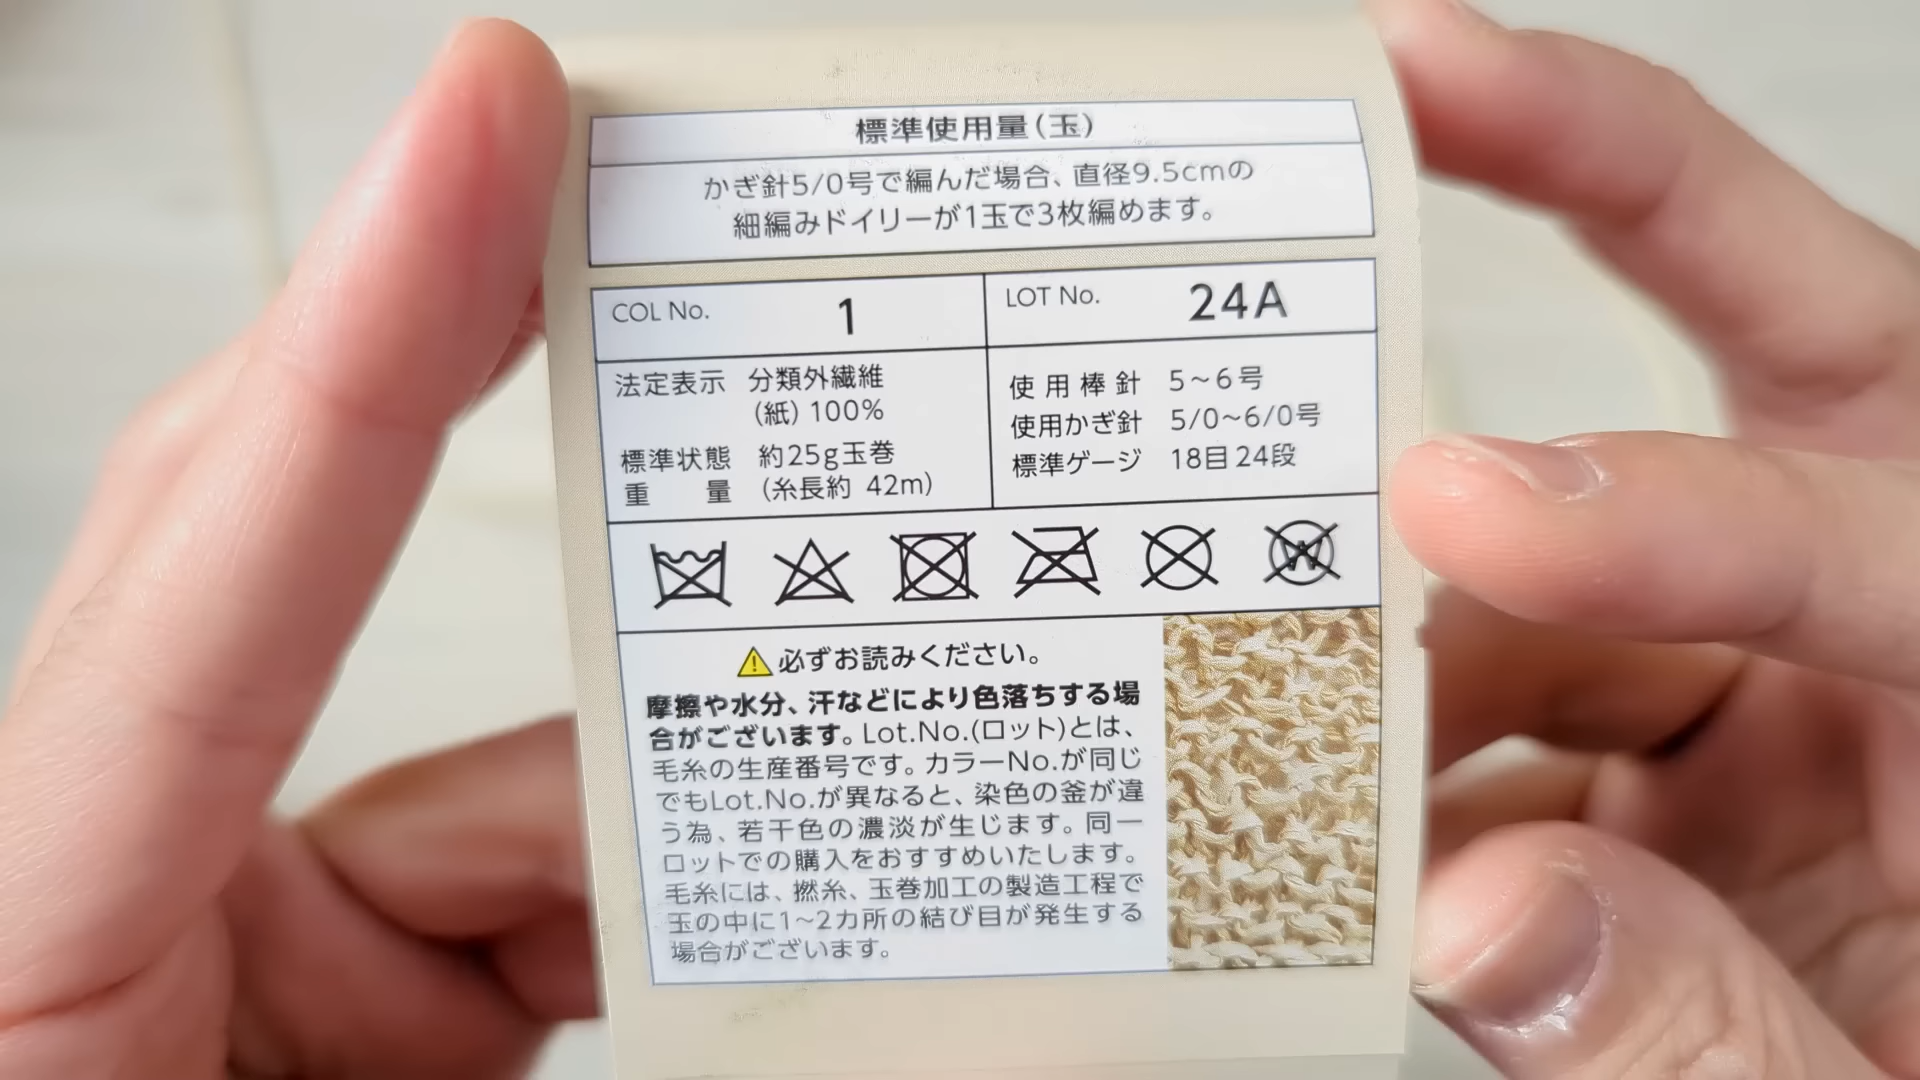 標準使用量(玉)
かぎ針5/0号で編んだ場合、直径9.5cmの
細編みドイリーが1玉で3枚編めます。
COL No. 1
LOT No. 24A
法定表示 分類外繊維
(紙) 100%
標準状態 約25g玉巻
重量 (糸長約 42m)
使用棒針 5~6号
使用かぎ針 5/0~6/0号
標準ゲージ 18目24段
W
必ずお読みください。
摩擦や水分、汗などにより色落ちする場
合がございます。Lot.No.(ロット)とは、
毛糸の生産番号です。カラーNo.が同じ
でもLot.No.が異なると、染色の釜が違
う為、若干色の濃淡が生じます。同一
ロットでの購入をおすすめいたします。
毛糸には、撚糸、玉巻加工の製造工程で
玉の中に1~2カ所の結び目が発生する
場合がございます。